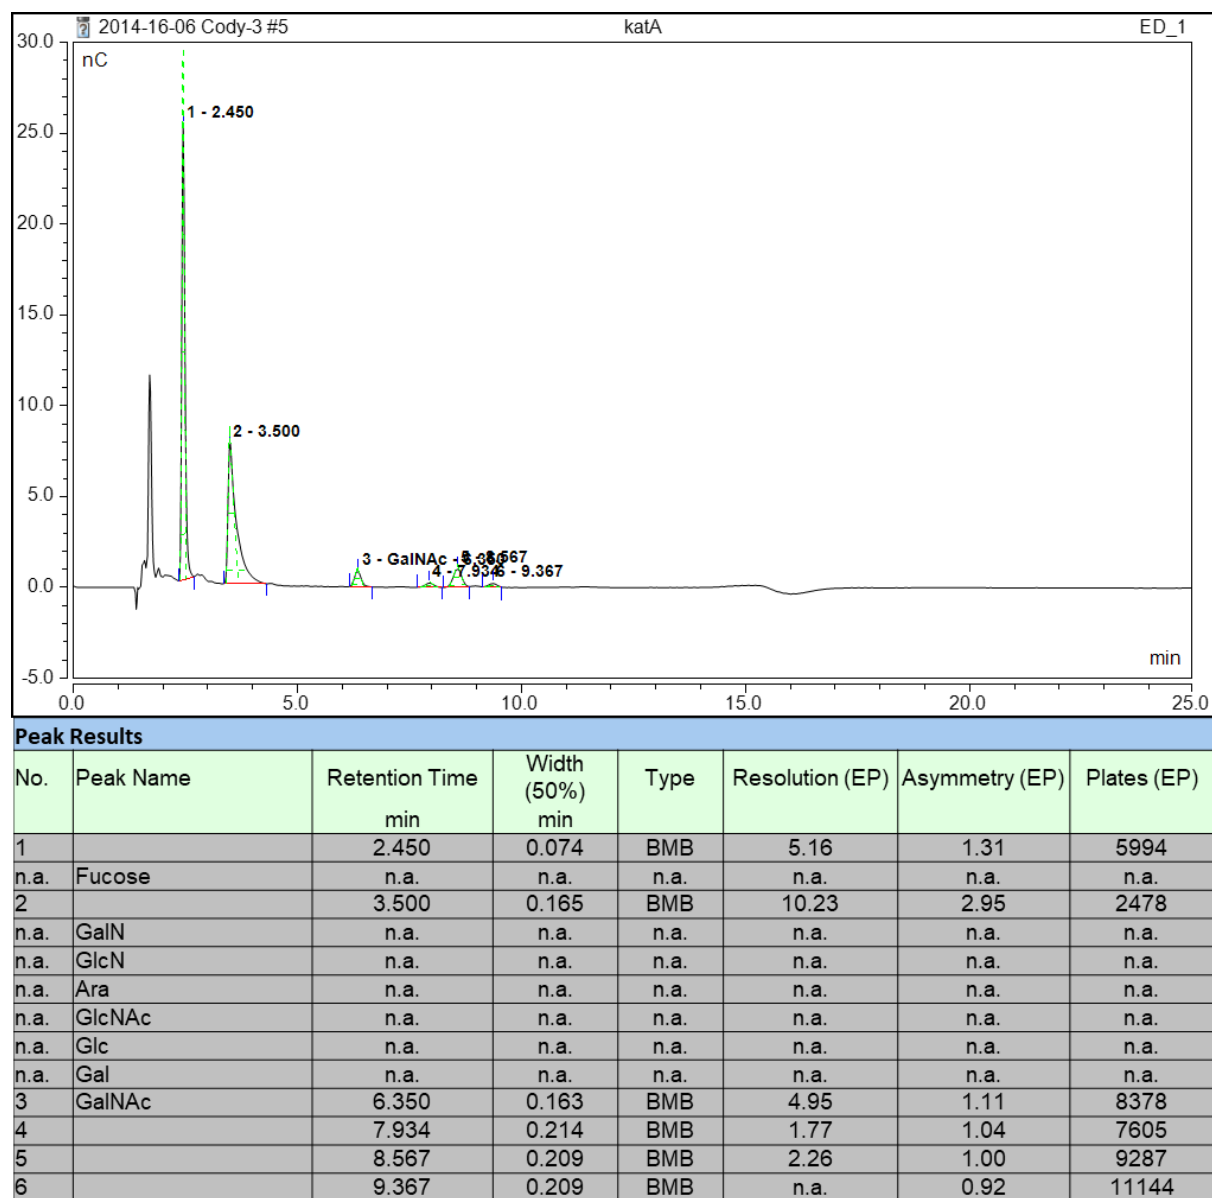 2014-16-06 Cody-3 #5 katA ED_1
30.0
nC
1 - 2.450
25.0
20.0
15.0
10.0
2 - 3.500
5.0
3 - GalNAc - 6.350
5 - 8.567
4 - 7.934
6 - 9.367
0.0
min
-5.0
0.0 5.0 10.0 15.0 20.0 25.0
Peak Results
No. Peak Name Retention Time Width (50%) Type Resolution (EP) Asymmetry (EP) Plates (EP)
min min
1 2.450 0.074 BMB 5.16 1.31 5994
n.a. Fucose n.a. n.a. n.a. n.a. n.a. n.a.
2 3.500 0.165 BMB 10.23 2.95 2478
n.a. GalN n.a. n.a. n.a. n.a. n.a. n.a.
n.a. GlcN n.a. n.a. n.a. n.a. n.a. n.a.
n.a. Ara n.a. n.a. n.a. n.a. n.a. n.a.
n.a. GlcNAc n.a. n.a. n.a. n.a. n.a. n.a.
n.a. Glc n.a. n.a. n.a. n.a. n.a. n.a.
n.a. Gal n.a. n.a. n.a. n.a. n.a. n.a.
3 GalNAc 6.350 0.163 BMB 4.95 1.11 8378
4 7.934 0.214 BMB 1.77 1.04 7605
5 8.567 0.209 BMB 2.26 1.00 9287
6 9.367 0.209 BMB n.a. 0.92 11144